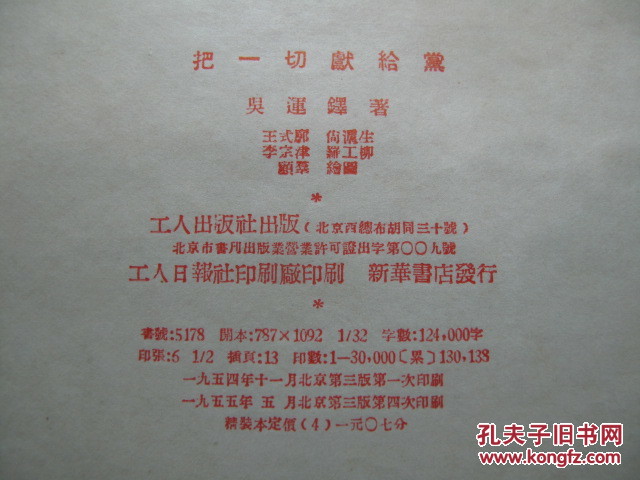 把一切獻給黨
吳運鐸著
王式廓 尙滬生
李宗津 羅工柳
顧羣 繪圖
*
工人出版社出版(北京西總布胡同三十號)
北京市書刊出版業營業許可證出字第〇〇九號
工人日報社印刷廠印刷 新華書店發行
*
書號:5178 開本:787×1092 1/32 字數:124,000字
印張:6 1/2 插頁:13 印數:1—30,000〔累〕130,138
一九五四年十一月北京第三版第一次印刷
一九五五年 五 月北京第三版第四次印刷
精裝本定價(4)一元〇七分
孔夫子旧书网
www.kongfz.com